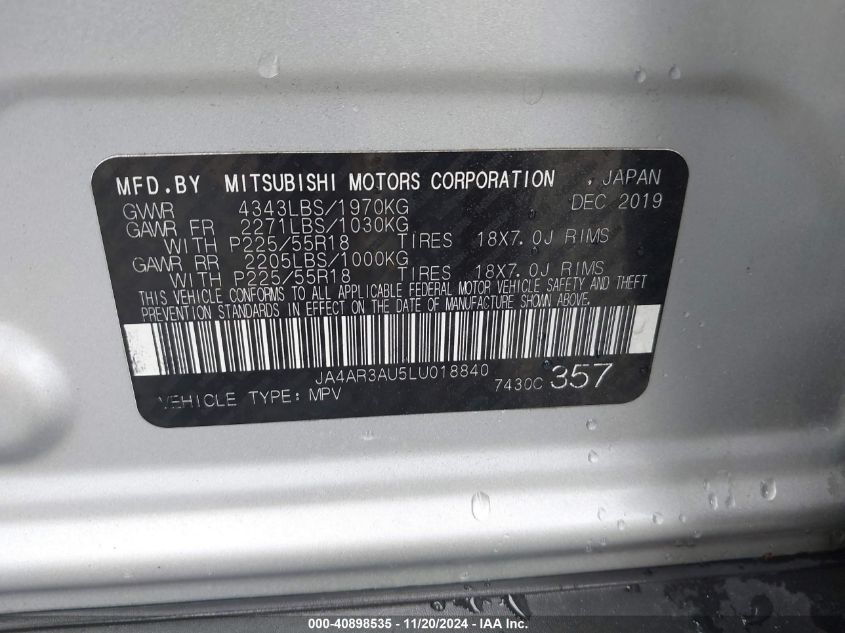 MFD.BY MITSUBISHI MOTORS CORPORATION , JAPAN
GVWR 4343LBS/1970KG DEC 2019
GAWR FR 2271LBS/1030KG
WITH P225/55R18 TIRES 18X7.0J RIMS
GAWR RR 2205LBS/1000KG
WITH P225/55R18 TIRES 18X7.0J RIMS
THIS VEHICLE CONFORMS TO ALL APPLICABLE FEDERAL MOTOR VEHICLE SAFETY AND THEFT
PREVENTION STANDARDS IN EFFECT ON THE DATE OF MANUFACTURE SHOWN ABOVE.
JA4AR3AU5LU018840 7430C 357
VEHICLE TYPE: MPV
000-40898535 - 11/20/2024 - IAAI.com